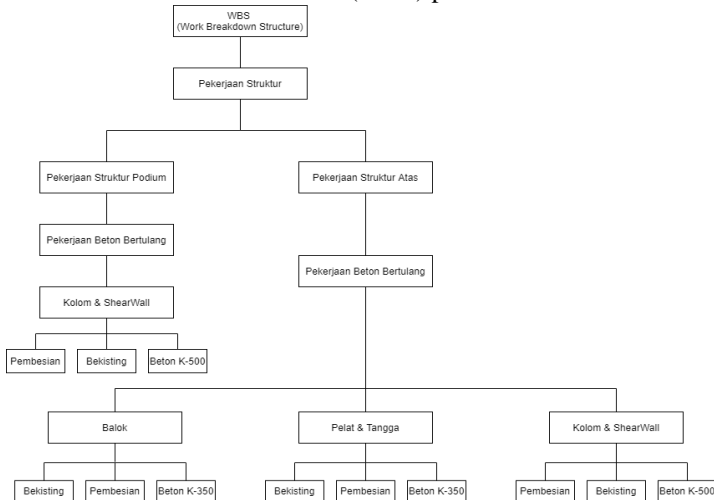 WBS
(Work Breakdown Structure)
Pekerjaan Struktur
Pekerjaan Struktur Podium
Pekerjaan Struktur Atas
Pekerjaan Beton Bertulang
Pekerjaan Beton Bertulang
Kolom & ShearWall
Pembesian
Bekisting
Beton K-500
Balok
Pelat & Tangga
Kolom & ShearWall
Bekisting
Pembesian
Beton K-350
Bekisting
Pembesian
Beton K-350
Pembesian
Bekisting
Beton K-500